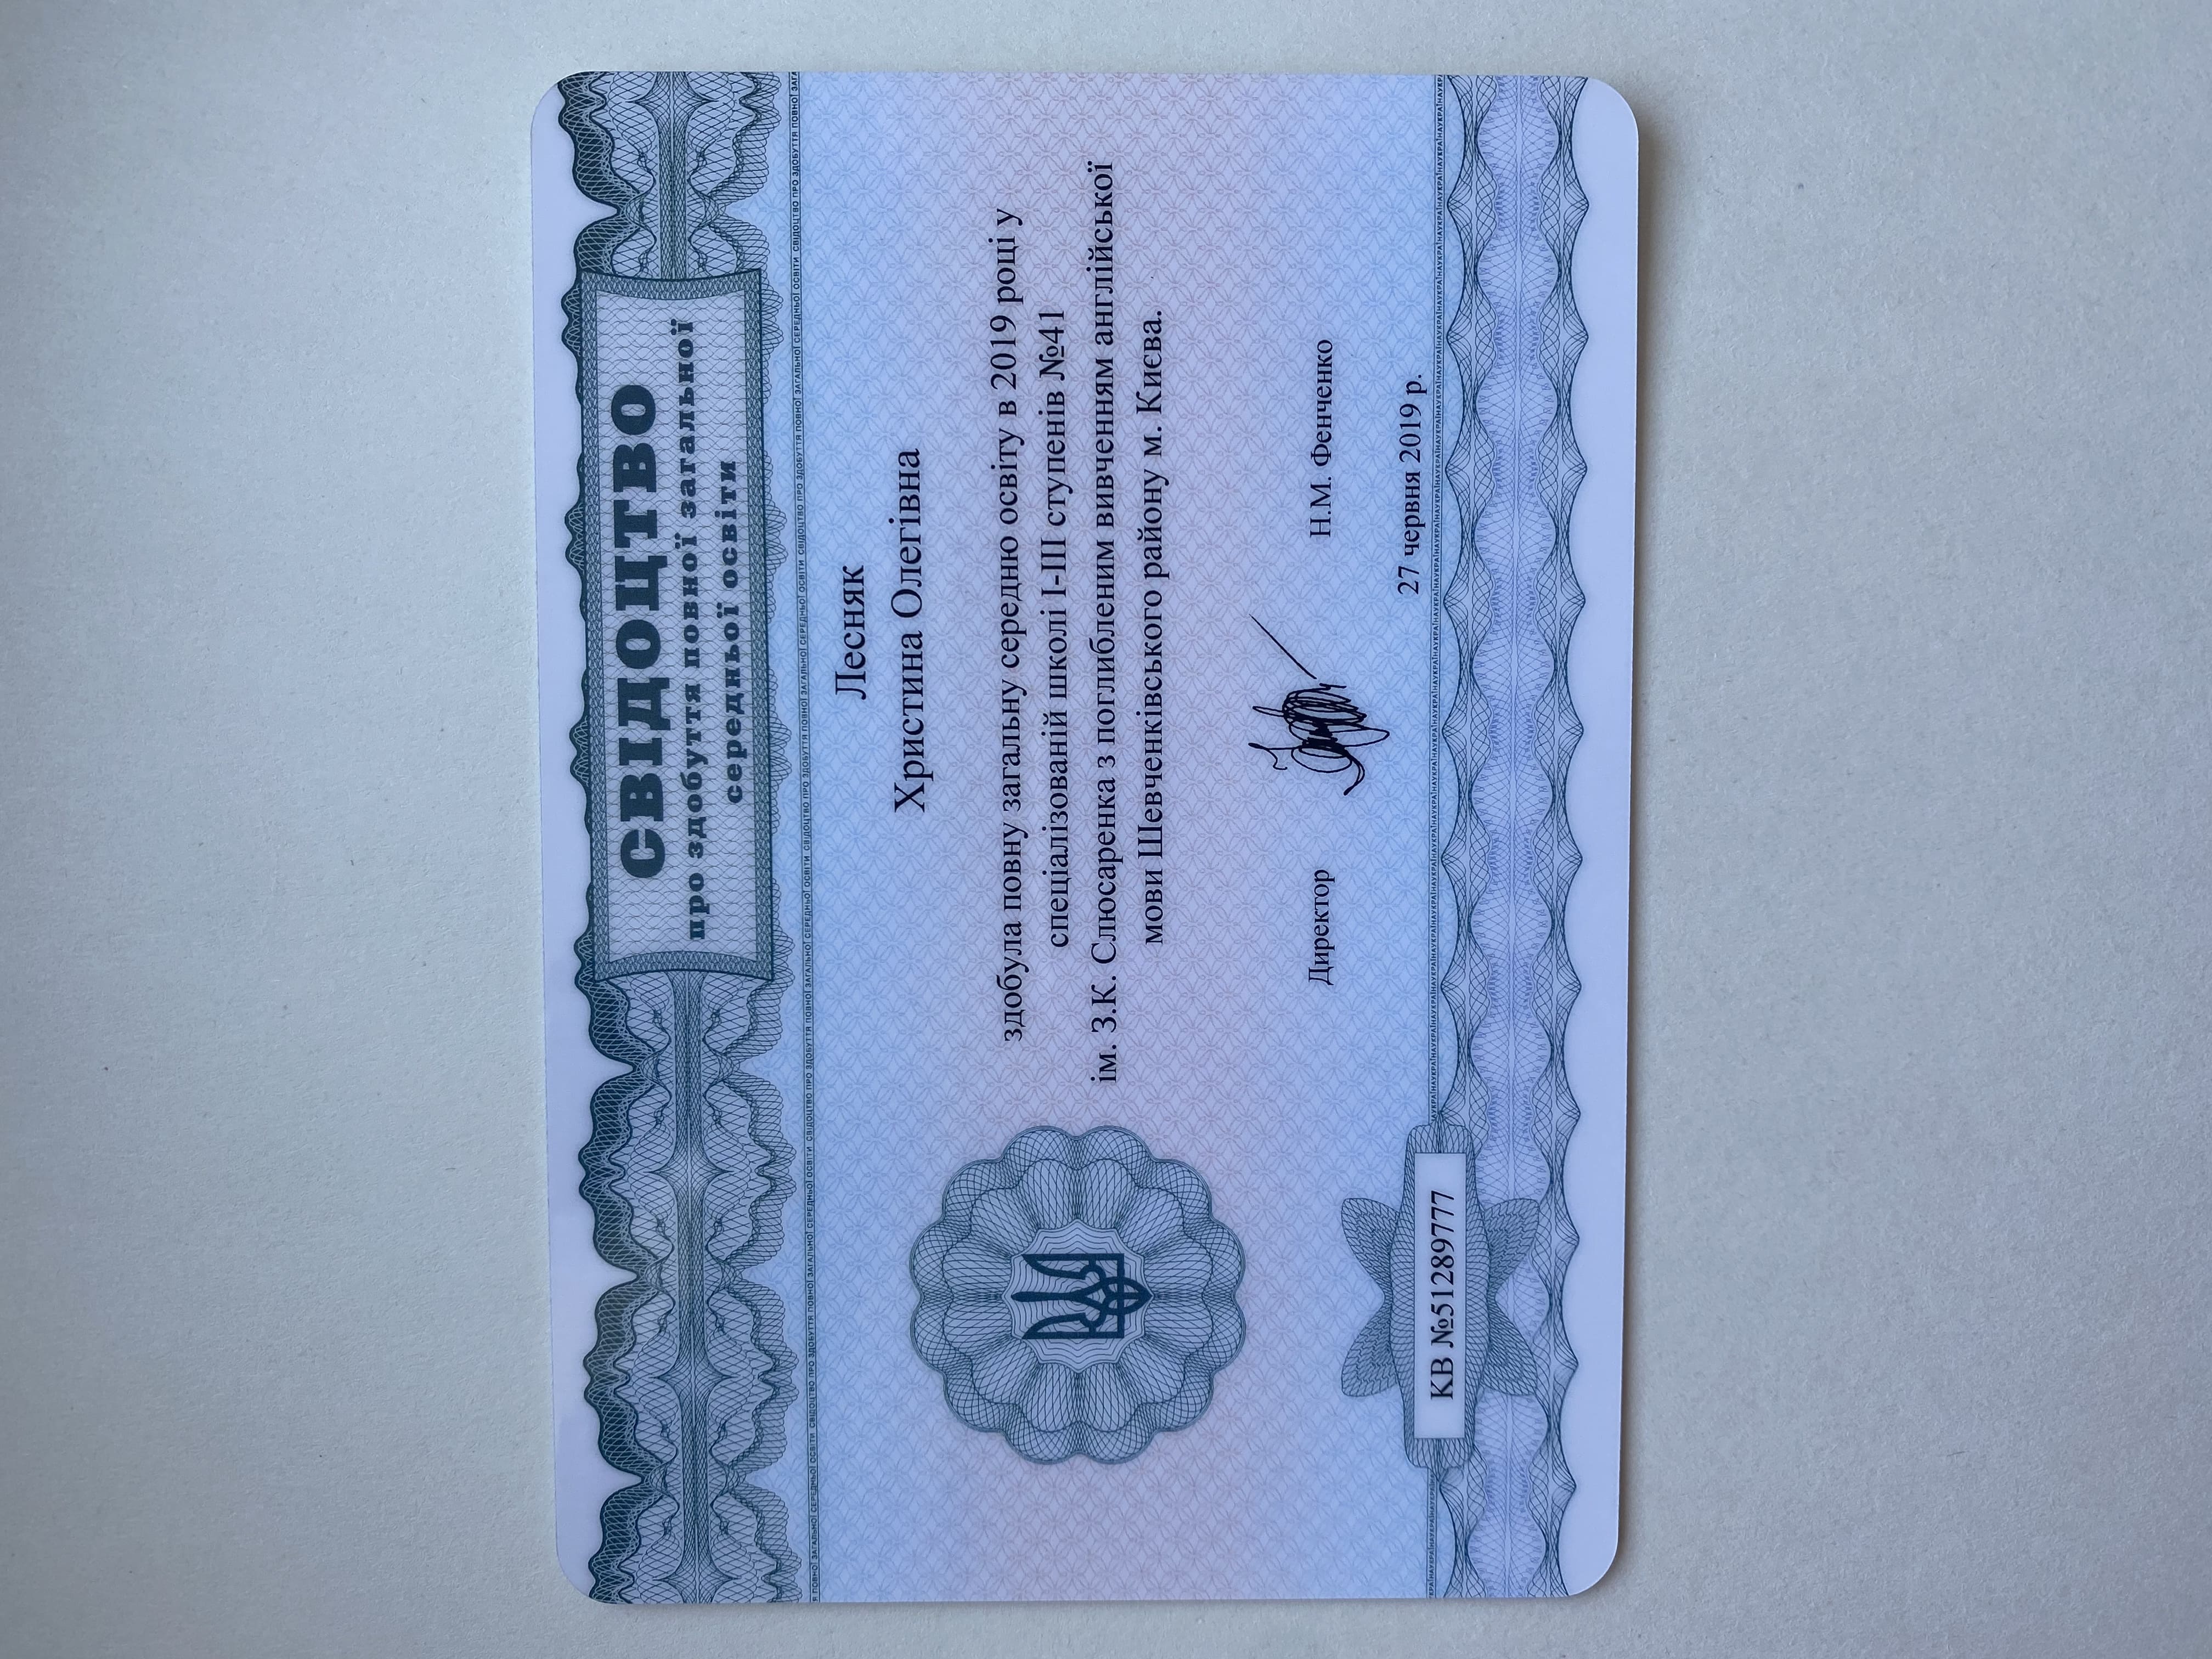 СВІДОЦТВО
про здобуття повної загальної
середньої освіти
Лесняк
Христина Олегівна
здобула повну загальну середню освіту в 2019 році у
спеціалізованій школі І-ІІІ ступенів №41
ім. З.К. Слюсаренка з поглибленим вивченням англійської
мови Шевченківського району м. Києва.
Директор Н.М. Фенченко
27 червня 2019 р.
КВ №51289777